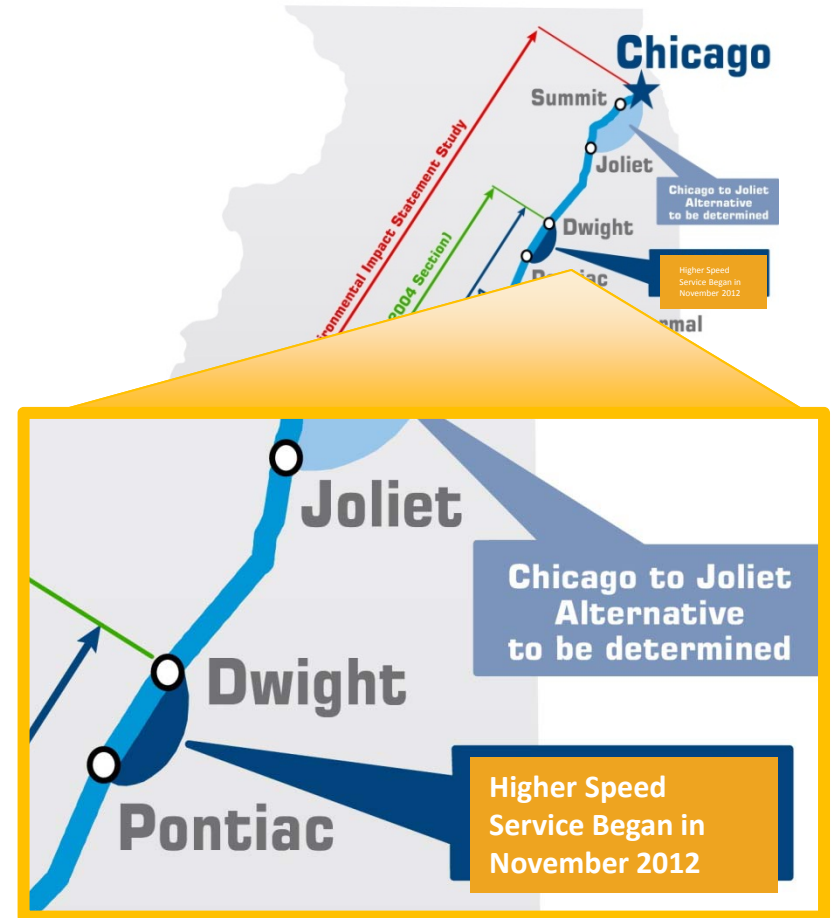 Chicago
Summit
Joliet
Chicago to Joliet
Alternative
to be determined
Environmental Impact Statement Study
2004 Section)
Dwight
Higher Speed
Service Began in
November 2012
Joliet
Chicago to Joliet
Alternative
to be determined
Dwight
Higher Speed
Service Began in
November 2012
Pontiac